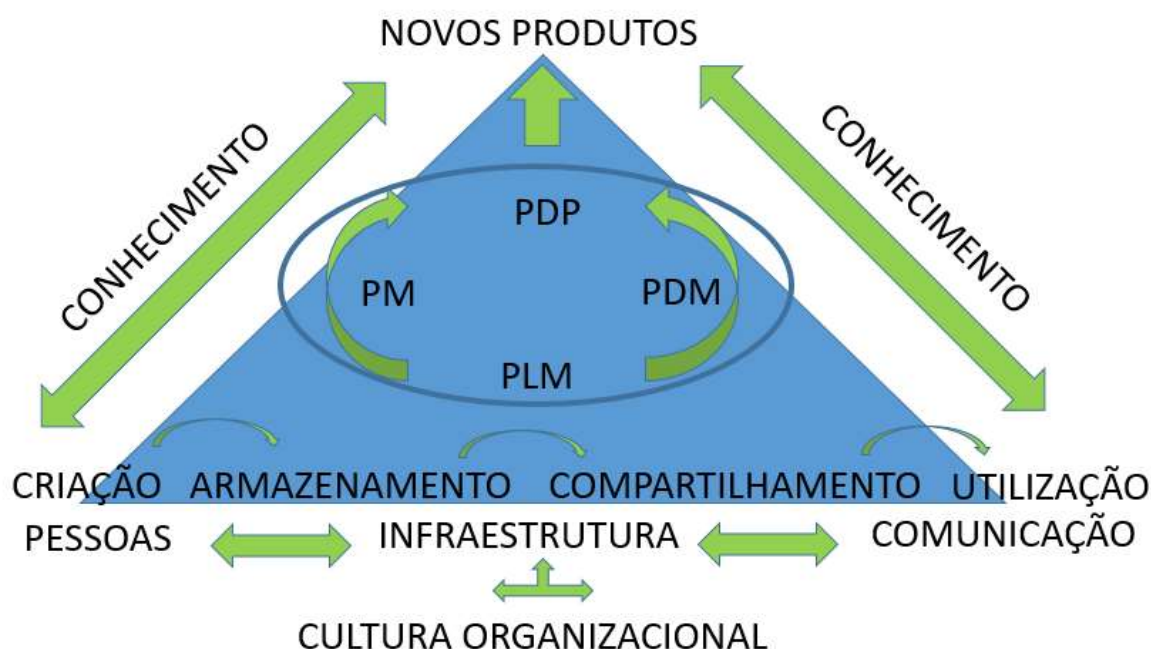 NOVOS PRODUTOS
CONHECIMENTO
CONHECIMENTO
PDP
PM PDM
PLM
CRIAÇÃO ARMAZENAMENTO COMPARTILHAMENTO UTILIZAÇÃO
PESSOAS INFRAESTRUTURA COMUNICAÇÃO
CULTURA ORGANIZACIONAL